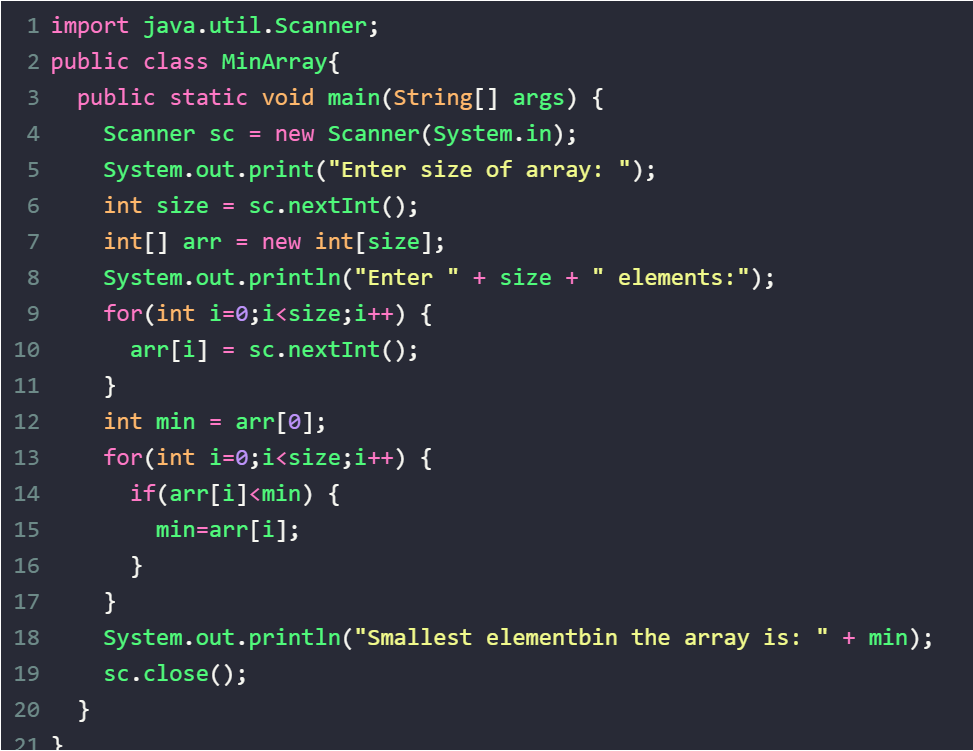 1 import java.util.Scanner;
2 public class MinArray{
3   public static void main(String[] args) {
4     Scanner sc = new Scanner(System.in);
5     System.out.print("Enter size of array: ");
6     int size = sc.nextInt();
7     int[] arr = new int[size];
8     System.out.println("Enter " + size + " elements:");
9     for(int i=0;i<size;i++) {
10       arr[i] = sc.nextInt();
11     }
12     int min = arr[0];
13     for(int i=0;i<size;i++) {
14       if(arr[i]<min) {
15         min=arr[i];
16       }
17     }
18     System.out.println("Smallest elementbin the array is: " + min);
19     sc.close();
20   }
21 }